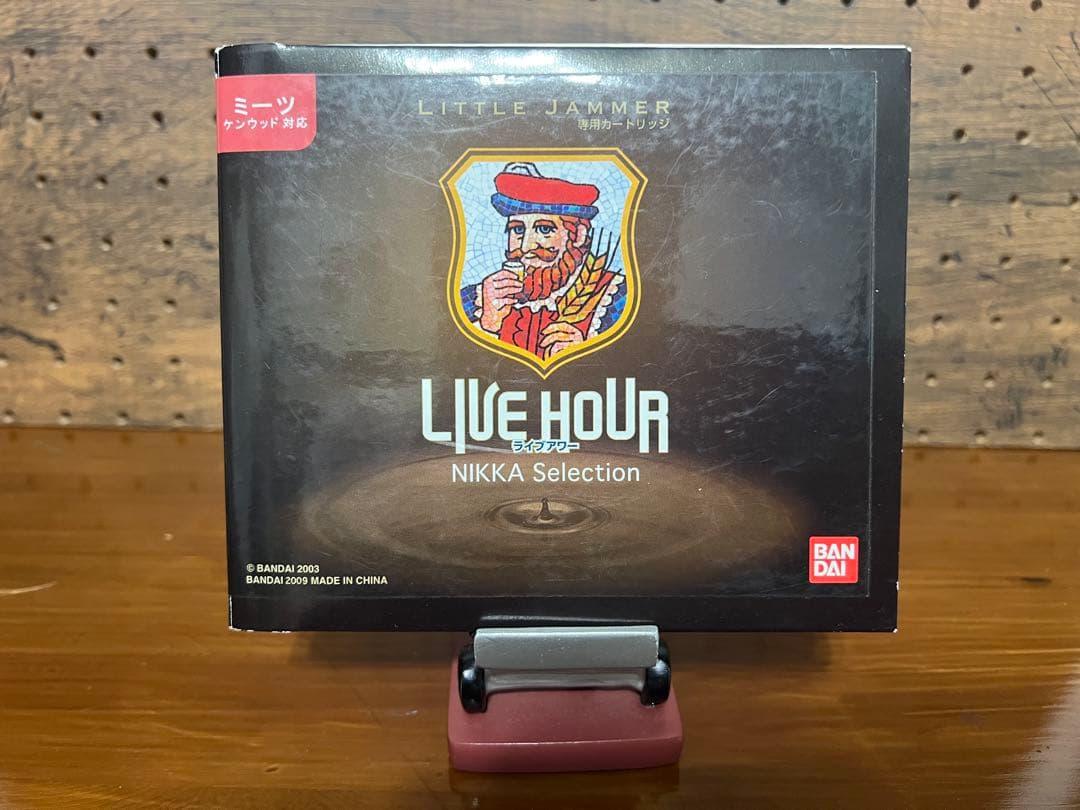 ミーツ
ケンウッド 対応
LITTLE JAMMER
専用カートリッジ
LIVE HOUR
ライブアワー
NIKKA Selection
© BANDAI 2003
BANDAI 2009 MADE IN CHINA
BAN
DAI